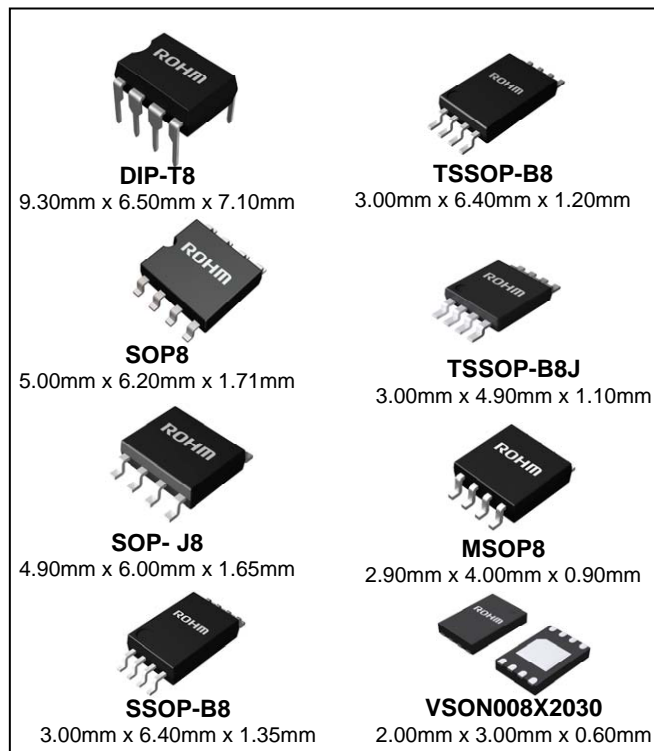 ROHM
DIP-T8
9.30mm x 6.50mm x 7.10mm
ROHM
TSSOP-B8
3.00mm x 6.40mm x 1.20mm
ROHM
SOP8
5.00mm x 6.20mm x 1.71mm
ROHM
TSSOP-B8J
3.00mm x 4.90mm x 1.10mm
ROHM
SOP- J8
4.90mm x 6.00mm x 1.65mm
ROHM
MSOP8
2.90mm x 4.00mm x 0.90mm
ROHM
SSOP-B8
3.00mm x 6.40mm x 1.35mm
ROHM
VSON008X2030
2.00mm x 3.00mm x 0.60mm